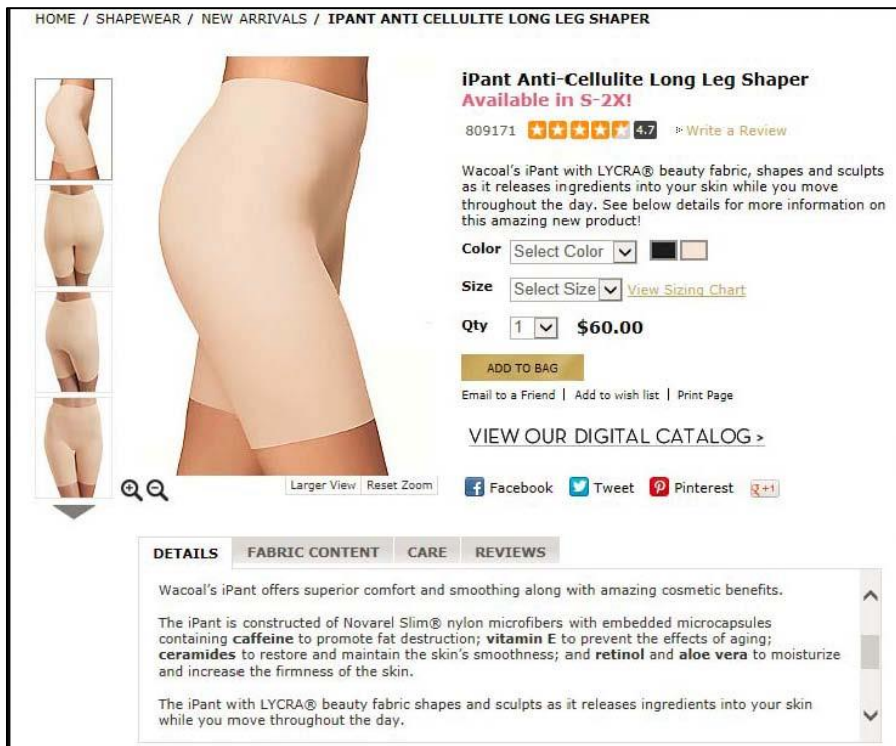 HOME / SHAPEWEAR / NEW ARRIVALS / IPANT ANTI CELLULITE LONG LEG SHAPER
iPant Anti-Cellulite Long Leg Shaper
Available in S-2X!
809171 4.7 Write a Review
Wacoal's iPant with LYCRA® beauty fabric, shapes and sculpts
as it releases ingredients into your skin while you move
throughout the day. See below details for more information on
this amazing new product!
Color Select Color
Size Select Size View Sizing Chart
Qty 1 $60.00
ADD TO BAG
Email to a Friend | Add to wish list | Print Page
VIEW OUR DIGITAL CATALOG >
Larger View Reset Zoom
Facebook Tweet Pinterest g+1
DETAILS FABRIC CONTENT CARE REVIEWS
Wacoal's iPant offers superior comfort and smoothing along with amazing cosmetic benefits.
The iPant is constructed of Novarel Slim® nylon microfibers with embedded microcapsules
containing caffeine to promote fat destruction; vitamin E to prevent the effects of aging;
ceramides to restore and maintain the skin's smoothness; and retinol and aloe vera to moisturize
and increase the firmness of the skin.
The iPant with LYCRA® beauty fabric shapes and sculpts as it releases ingredients into your skin
while you move throughout the day.